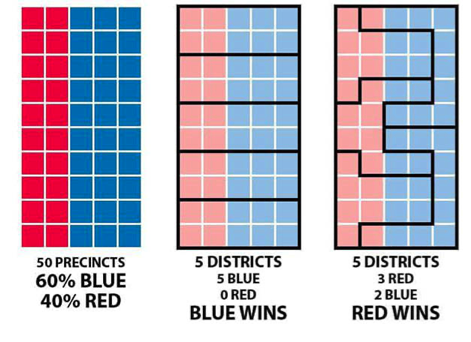 50 PRECINCTS
60% BLUE
40% RED
5 DISTRICTS
5 BLUE
0 RED
BLUE WINS
5 DISTRICTS
3 RED
2 BLUE
RED WINS